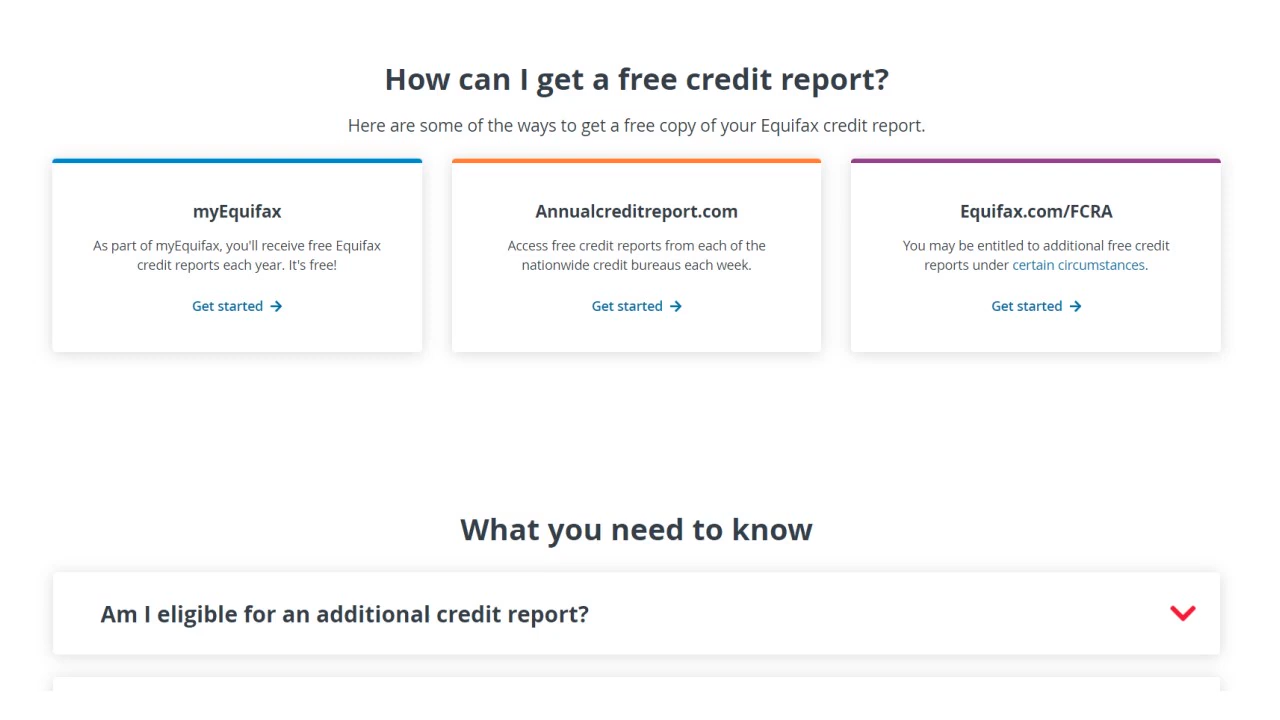 How can I get a free credit report?
Here are some of the ways to get a free copy of your Equifax credit report.
myEquifax
As part of myEquifax, you'll receive free Equifax
credit reports each year. It's free!
Get started
Annualcreditreport.com
Access free credit reports from each of the
nationwide credit bureaus each week.
Get started
Equifax.com/FCRA
You may be entitled to additional free credit
reports under certain circumstances.
Get started
What you need to know
Am I eligible for an additional credit report?